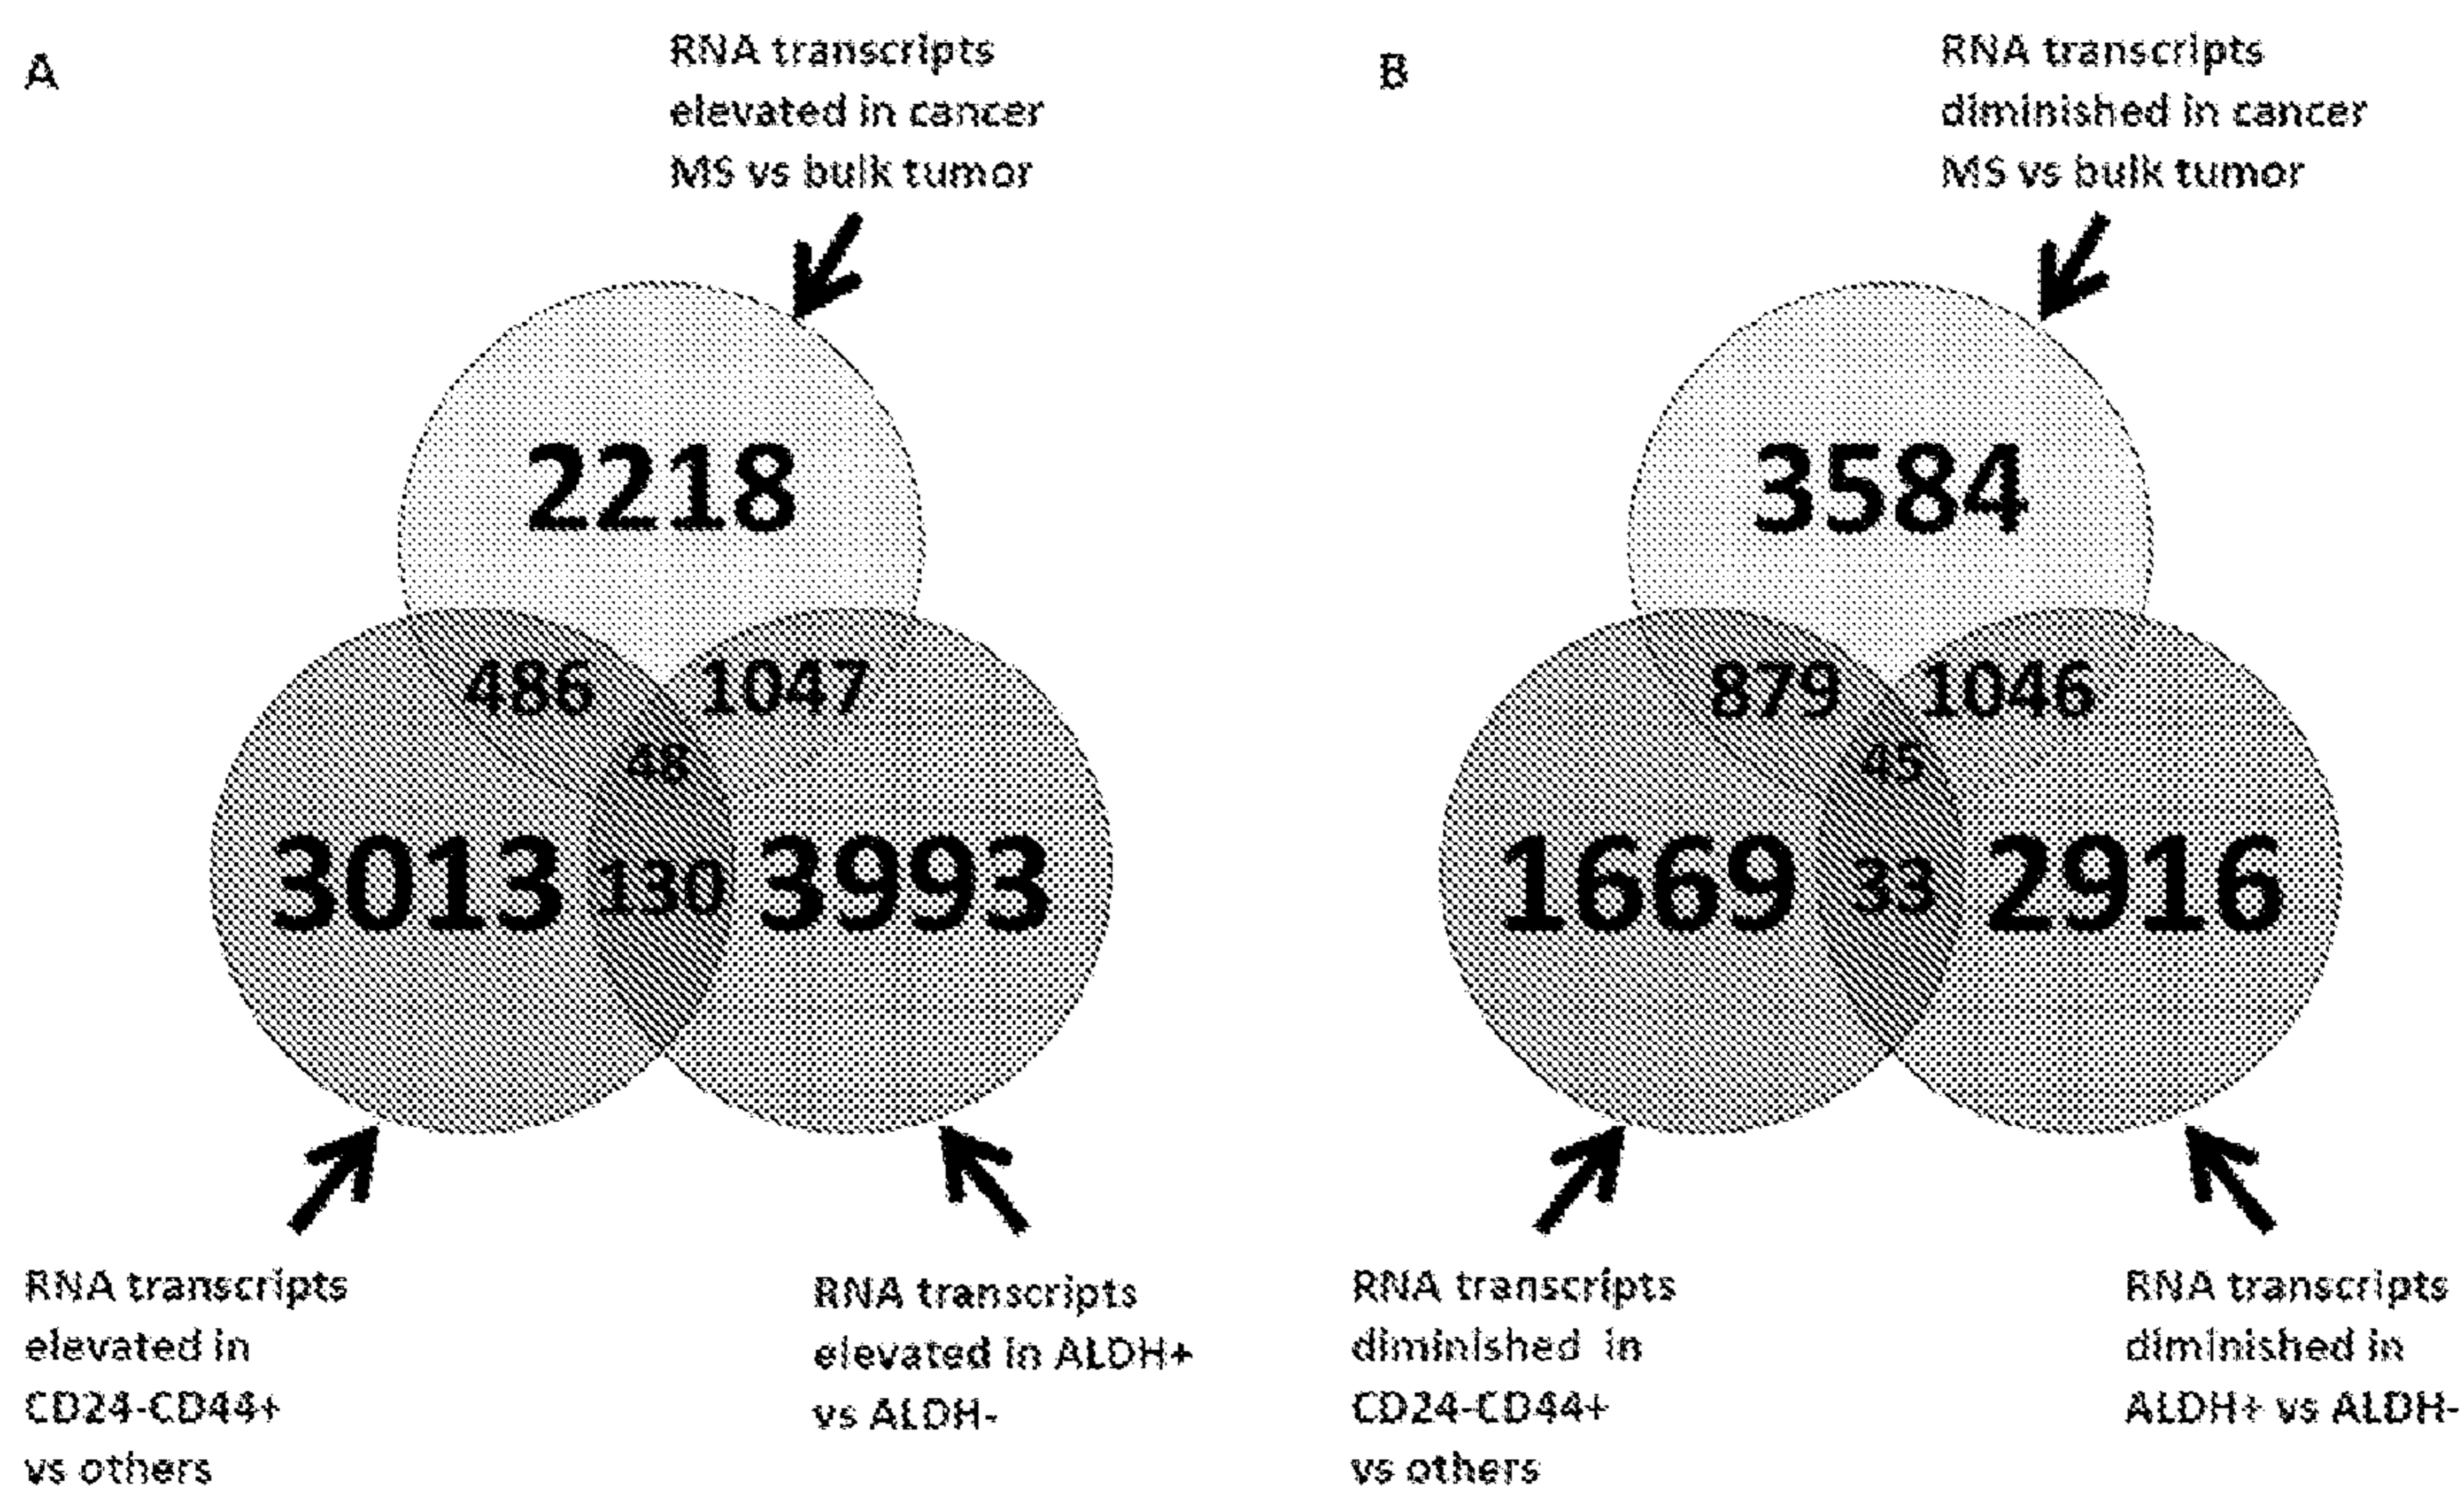 A
RNA transcripts
elevated in cancer
MS vs bulk tumor
2218
486
1047
48
3013
130
3993
RNA transcripts
elevated in
CD24-CD44+
vs others
RNA transcripts
elevated in ALDH+
vs ALDH-
B
RNA transcripts
diminished in cancer
MS vs bulk tumor
3584
879
1046
45
1669
33
2916
RNA transcripts
diminished in
CD24-CD44+
vs others
RNA transcripts
diminished in
ALDH+ vs ALDH-